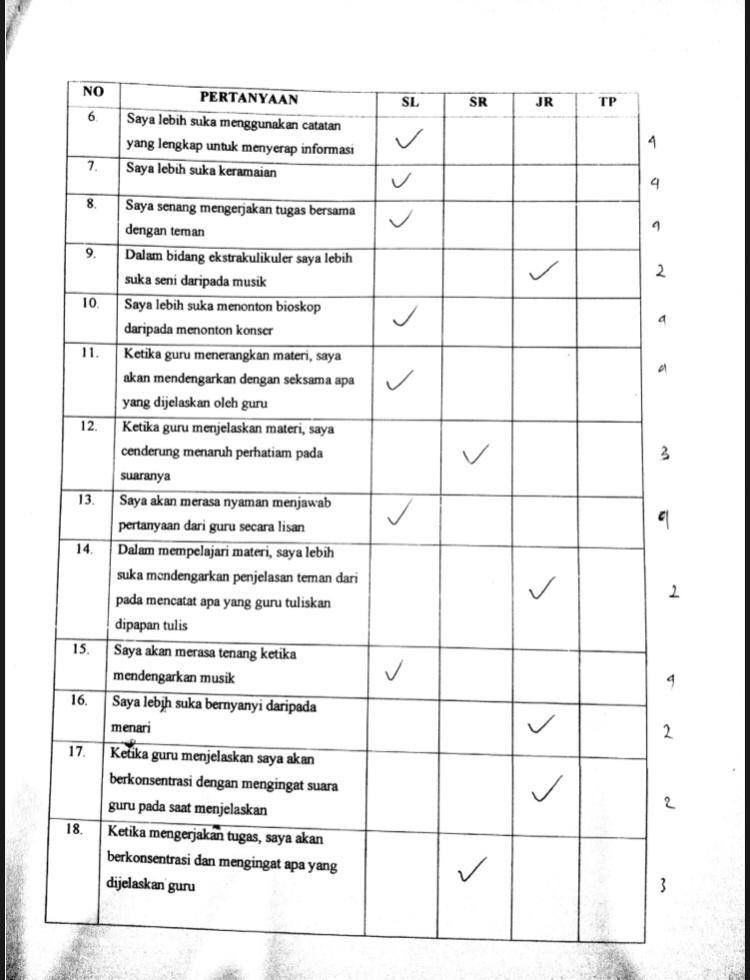 NO PERTANYAAN SL SR JR TP
6. Saya lebih suka menggunakan catatan
yang lengkap untuk menyerap informasi ✓ 4
7. Saya lebih suka keramaian ✓ 4
8. Saya senang mengerjakan tugas bersama
dengan teman ✓ 4
9. Dalam bidang ekstrakulikuler saya lebih
suka seni daripada musik ✓ 2
10. Saya lebih suka menonton bioskop
daripada menonton konser ✓ 4
11. Ketika guru menerangkan materi, saya
akan mendengarkan dengan seksama apa ✓ 4
yang dijelaskan oleh guru
12. Ketika guru menjelaskan materi, saya
cenderung menaruh perhatiam pada ✓ 3
suaranya
13. Saya akan merasa nyaman menjawab
pertanyaan dari guru secara lisan ✓ 4
14. Dalam mempelajari materi, saya lebih
suka mendengarkan penjelasan teman dari
pada mencatat apa yang guru tuliskan ✓ 2
dipapan tulis
15. Saya akan merasa tenang ketika
mendengarkan musik ✓ 4
16. Saya lebih suka bernyanyi daripada
menari ✓ 2
17. Ketika guru menjelaskan saya akan
berkonsentrasi dengan mengingat suara
guru pada saat menjelaskan ✓ 2
18. Ketika mengerjakan tugas, saya akan
berkonsentrasi dan mengingat apa yang
dijelaskan guru ✓ 3